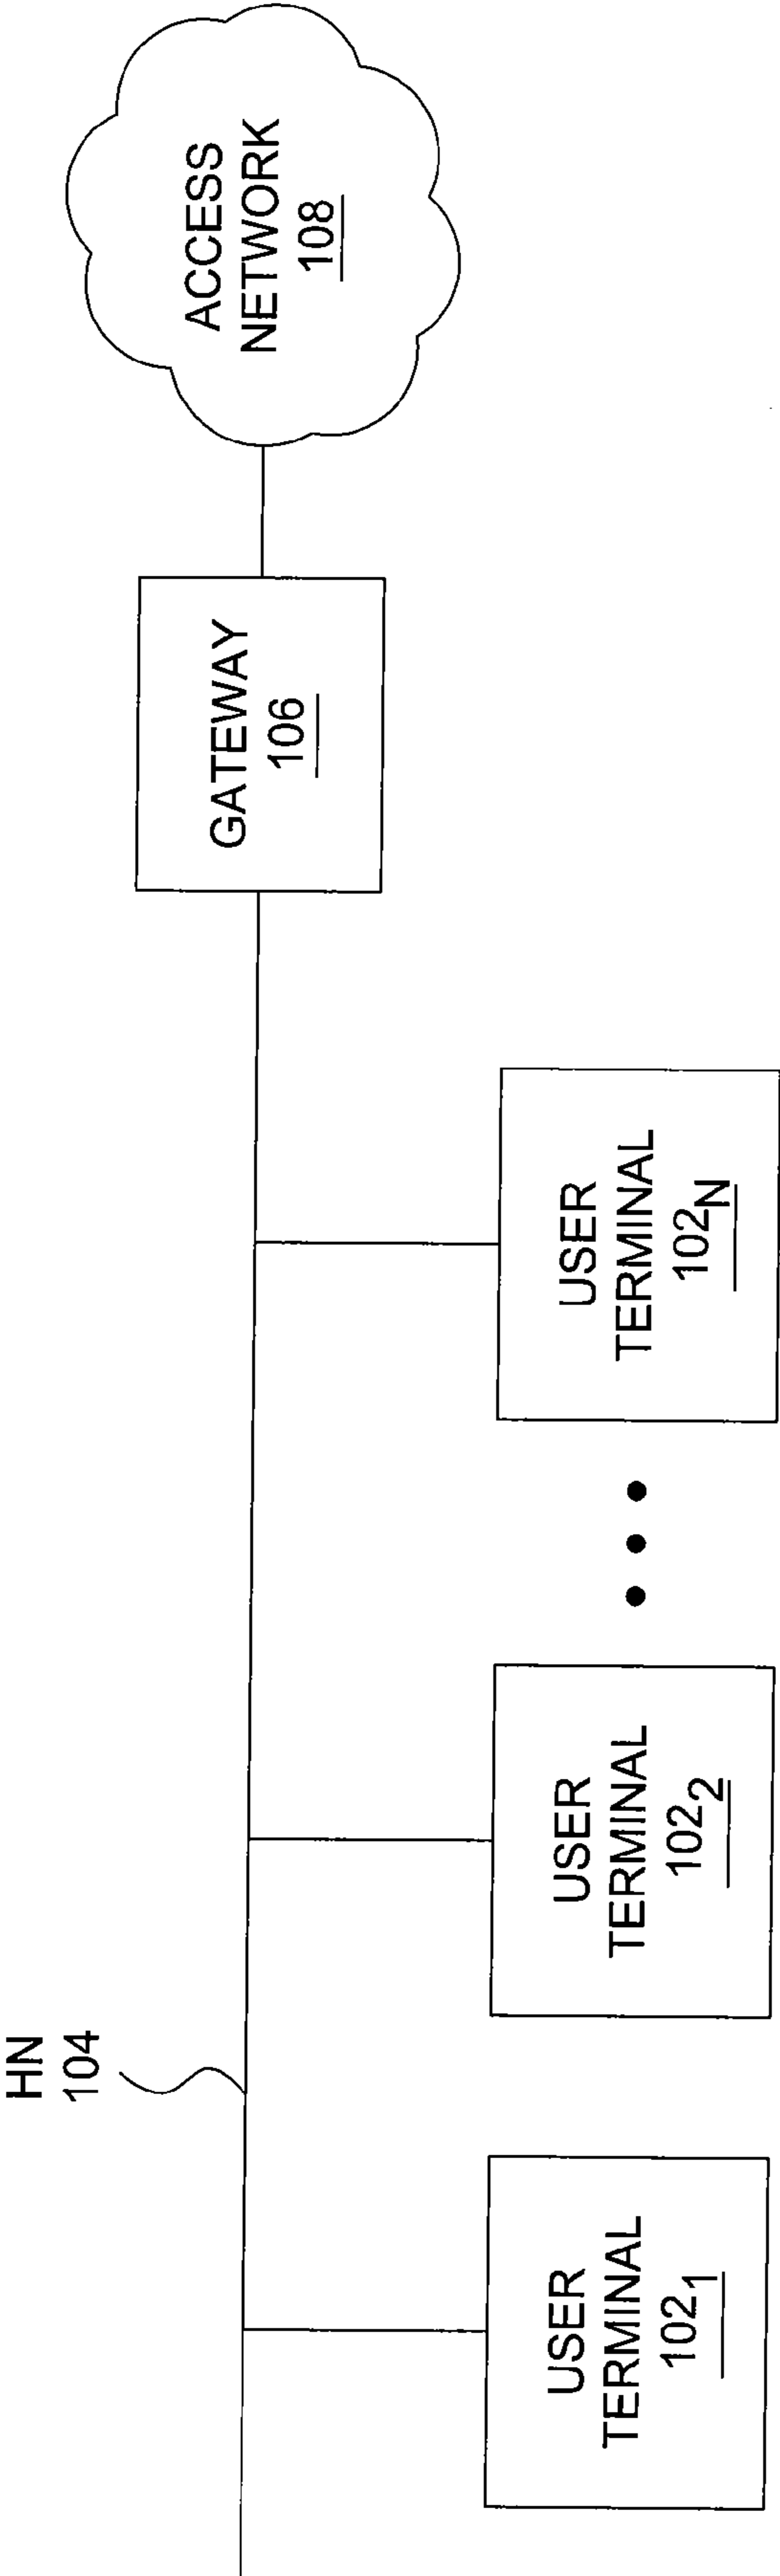 HN
104
ACCESS
NETWORK
108
GATEWAY
106
USER
TERMINAL
102₁
USER
TERMINAL
102₂
USER
TERMINAL
102N